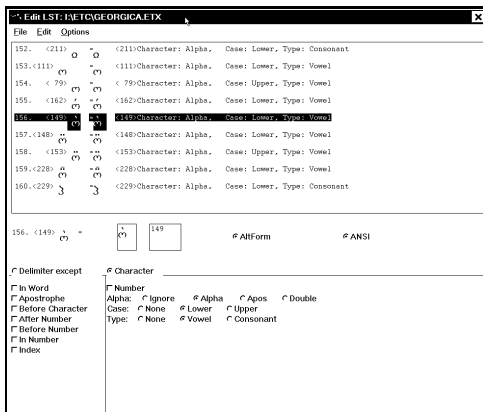 Edit LST: I:\ETC\GEORGICA.ETX
File Edit Options
152. <211> Ω "Ω <211>Character: Alpha, Case: Lower, Type: Consonant
153.<111> ო ო <111>Character: Alpha, Case: Lower, Type: Vowel
154. < 79> ო "ო < 79>Character: Alpha, Case: Upper, Type: Vowel
155. <162> ó "ó <162>Character: Alpha, Case: Lower, Type: Vowel
156. <149> ო̀ "ო̀ <149>Character: Alpha, Case: Lower, Type: Vowel
157.<148> ო̈ "ო̈ <148>Character: Alpha, Case: Lower, Type: Vowel
158. <153> ო̈ "ო̈ <153>Character: Alpha, Case: Upper, Type: Vowel
159.<228> ო "ო <228>Character: Alpha, Case: Lower, Type: Vowel
160.<229> <229>Character: Alpha, Case: Lower, Type: Consonant
156. <149> ო̀ = ო̀ 149 AltForm ANSI
Delimiter except
In Word
Apostrophe
Before Character
After Number
Before Number
In Number
Index
Character
Number
Alpha: Ignore Alpha Apos Double
Case: None Lower Upper
Type: None Vowel Consonant